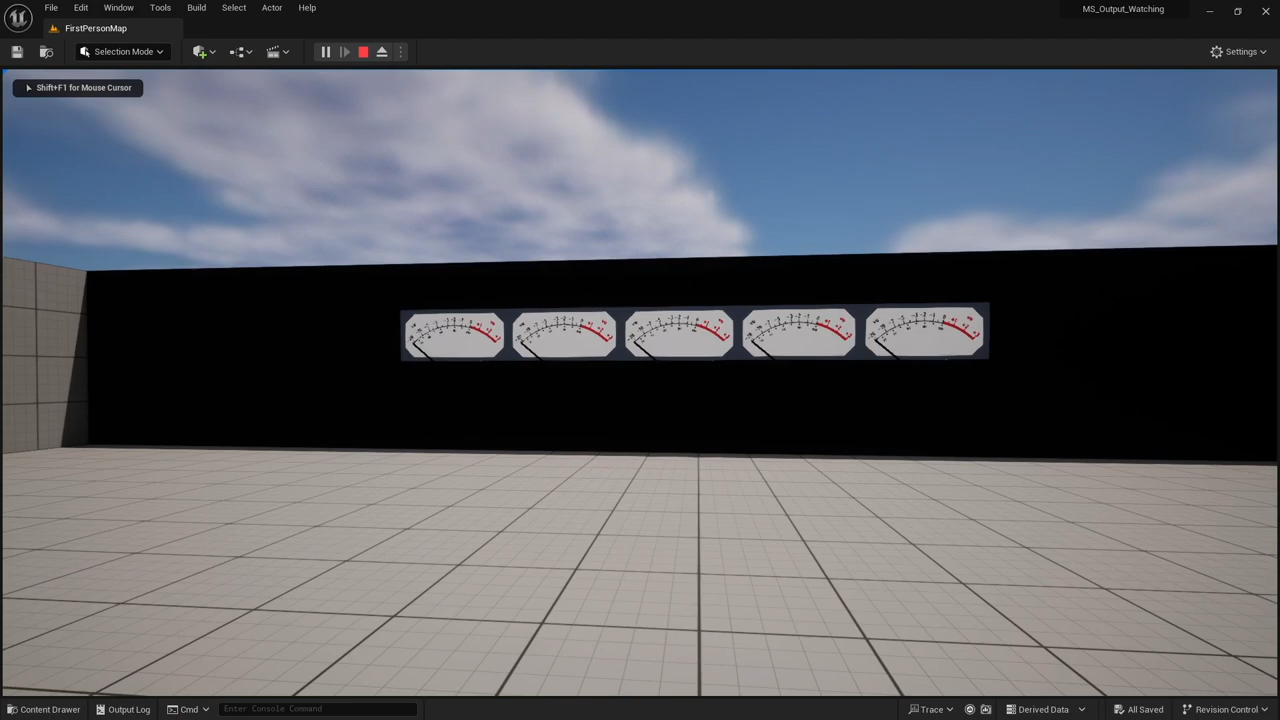 File Edit Window Tools Build Select Actor Help
MS_Output_Watching
FirstPersonMap
Selection Mode
Settings
Shift+F1 for Mouse Cursor
Content Drawer
Output Log
Cmd
Enter Console Command
Trace
Derived Data
All Saved
Revision Control